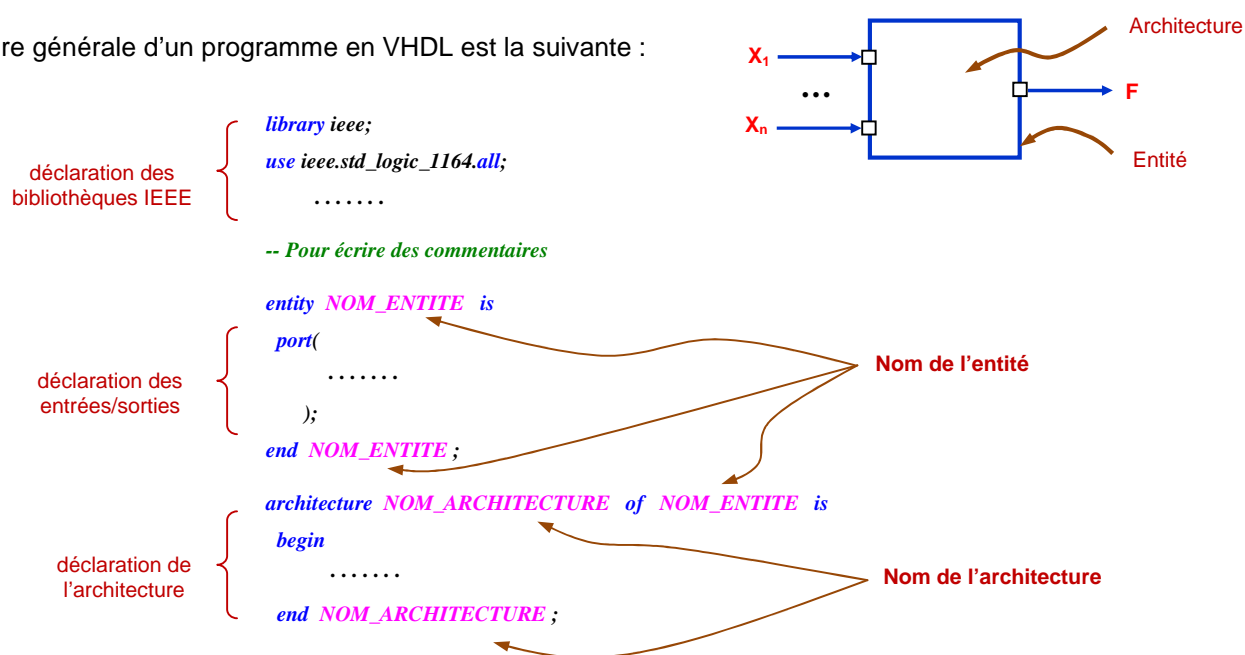 re générale d'un programme en VHDL est la suivante :
Architecture
X1
...
Xn
F
Entité
déclaration des
bibliothèques IEEE
library ieee;
use ieee.std_logic_1164.all;
.......
-- Pour écrire des commentaires
entity NOM_ENTITE is
port(
.......
);
end NOM_ENTITE ;
déclaration des
entrées/sorties
Nom de l'entité
architecture NOM_ARCHITECTURE of NOM_ENTITE is
begin
.......
end NOM_ARCHITECTURE ;
déclaration de
l'architecture
Nom de l'architecture